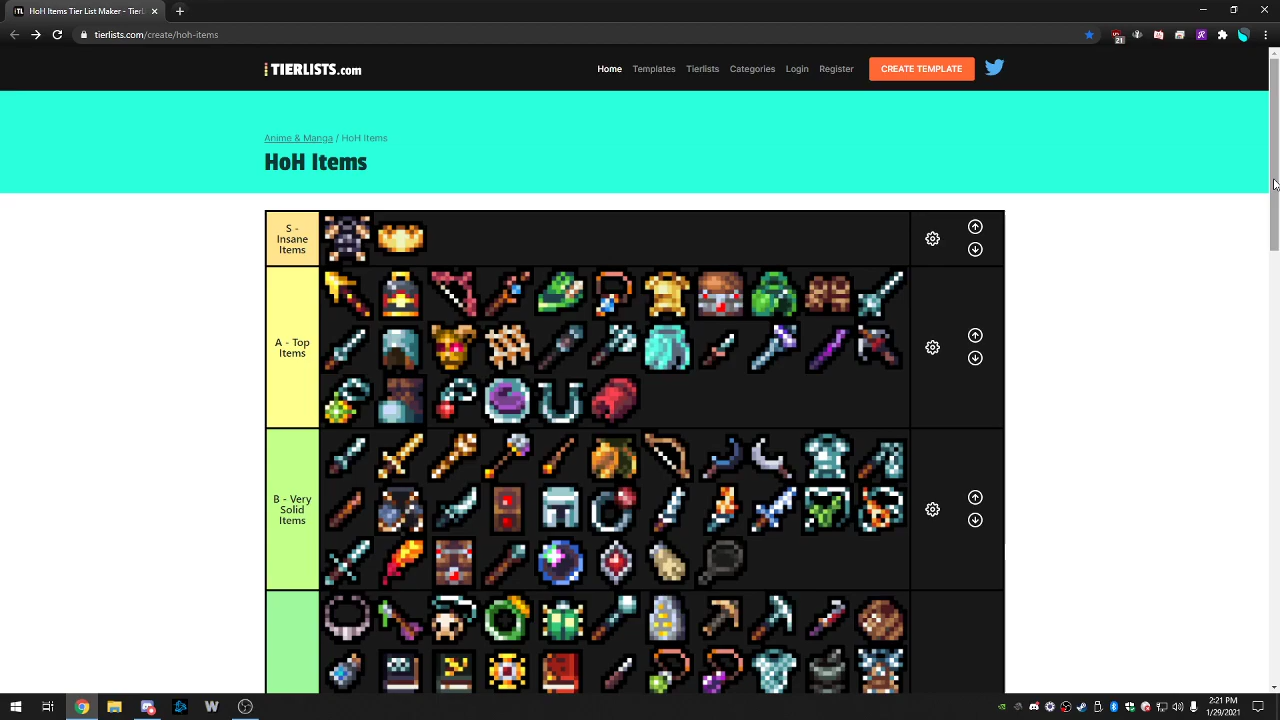 HoH Items Tier List Maker - Tier
tierlists.com/create/hoh-items
21
TIERLISTS.com
Home Templates Tierlists Categories Login Register CREATE TEMPLATE
Anime & Manga / HoH Items
HoH Items
S -
Insane
Items
A - Top
Items
B - Very
Solid
Items
2:21 PM
1/29/2021